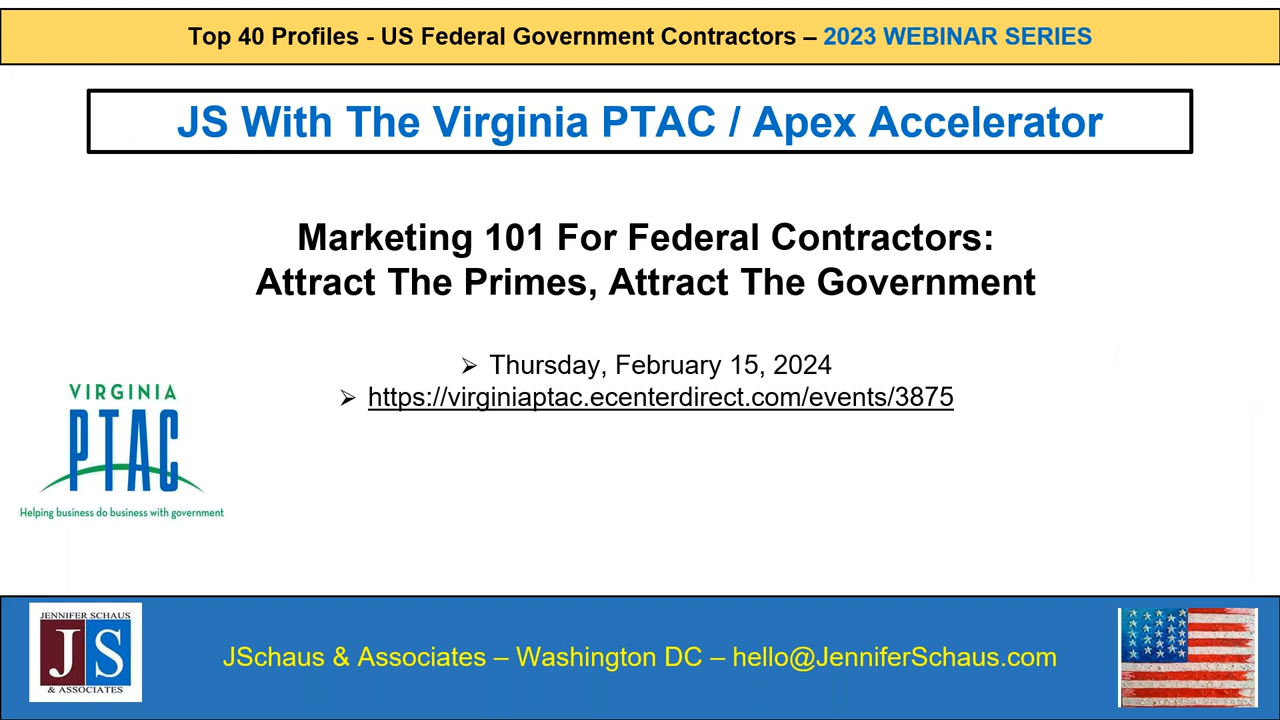 Top 40 Profiles - US Federal Government Contractors – 2023 WEBINAR SERIES
JS With The Virginia PTAC / Apex Accelerator
Marketing 101 For Federal Contractors:
Attract The Primes, Attract The Government
➢ Thursday, February 15, 2024
➢ https://virginiaptac.ecenterdirect.com/events/3875
VIRGINIA
PTAC
Helping business do business with government
JENNIFER SCHAUS
JS
& ASSOCIATES
JSchaus & Associates – Washington DC – hello@JenniferSchaus.com